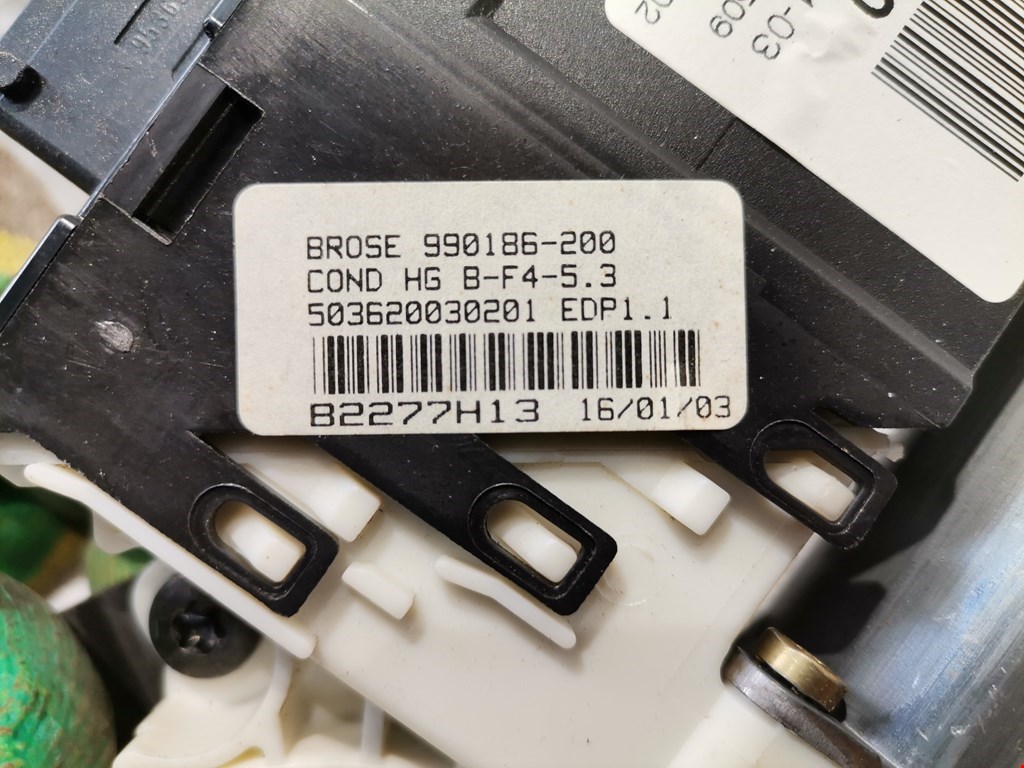 BROSE 990186-200
COND HG B-F4-5.3
503620030201 EDP1.1
B2277H13 16/01/03